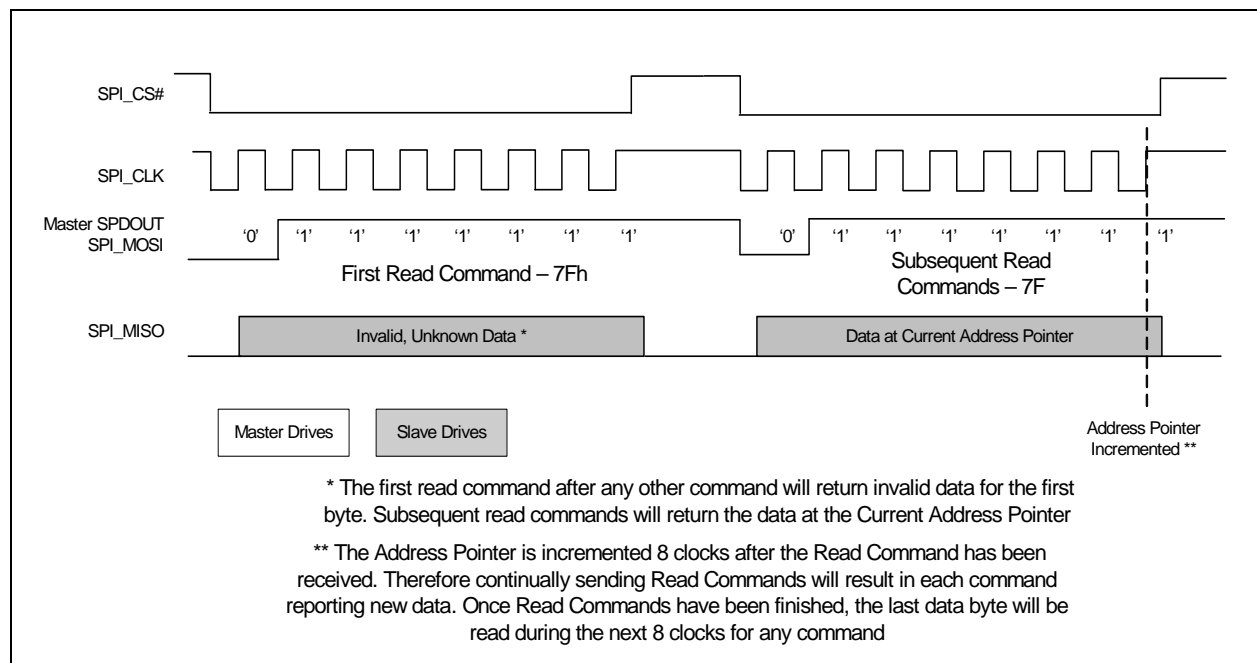 SPI_CS#
SPI_CLK
Master SPDOUT
SPI_MOSI
‘0’ ‘1’ ‘1’ ‘1’ ‘1’ ‘1’ ‘1’ ‘1’ ‘0’ ‘1’ ‘1’ ‘1’ ‘1’ ‘1’ ‘1’ ‘1’
First Read Command – 7Fh
Subsequent Read
Commands – 7F
SPI_MISO
Invalid, Unknown Data *
Data at Current Address Pointer
Master Drives
Slave Drives
Address Pointer
Incremented **
* The first read command after any other command will return invalid data for the first
byte. Subsequent read commands will return the data at the Current Address Pointer
** The Address Pointer is incremented 8 clocks after the Read Command has been
received. Therefore continually sending Read Commands will result in each command
reporting new data. Once Read Commands have been finished, the last data byte will be
read during the next 8 clocks for any command